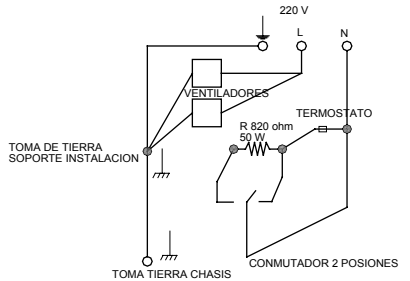 220 V
L
N
VENTILADORES
TERMOSTATO
R 820 ohm
50 W
TOMA DE TIERRA
SOPORTE INSTALACION
CONMUTADOR 2 POSIONES
TOMA TIERRA CHASIS